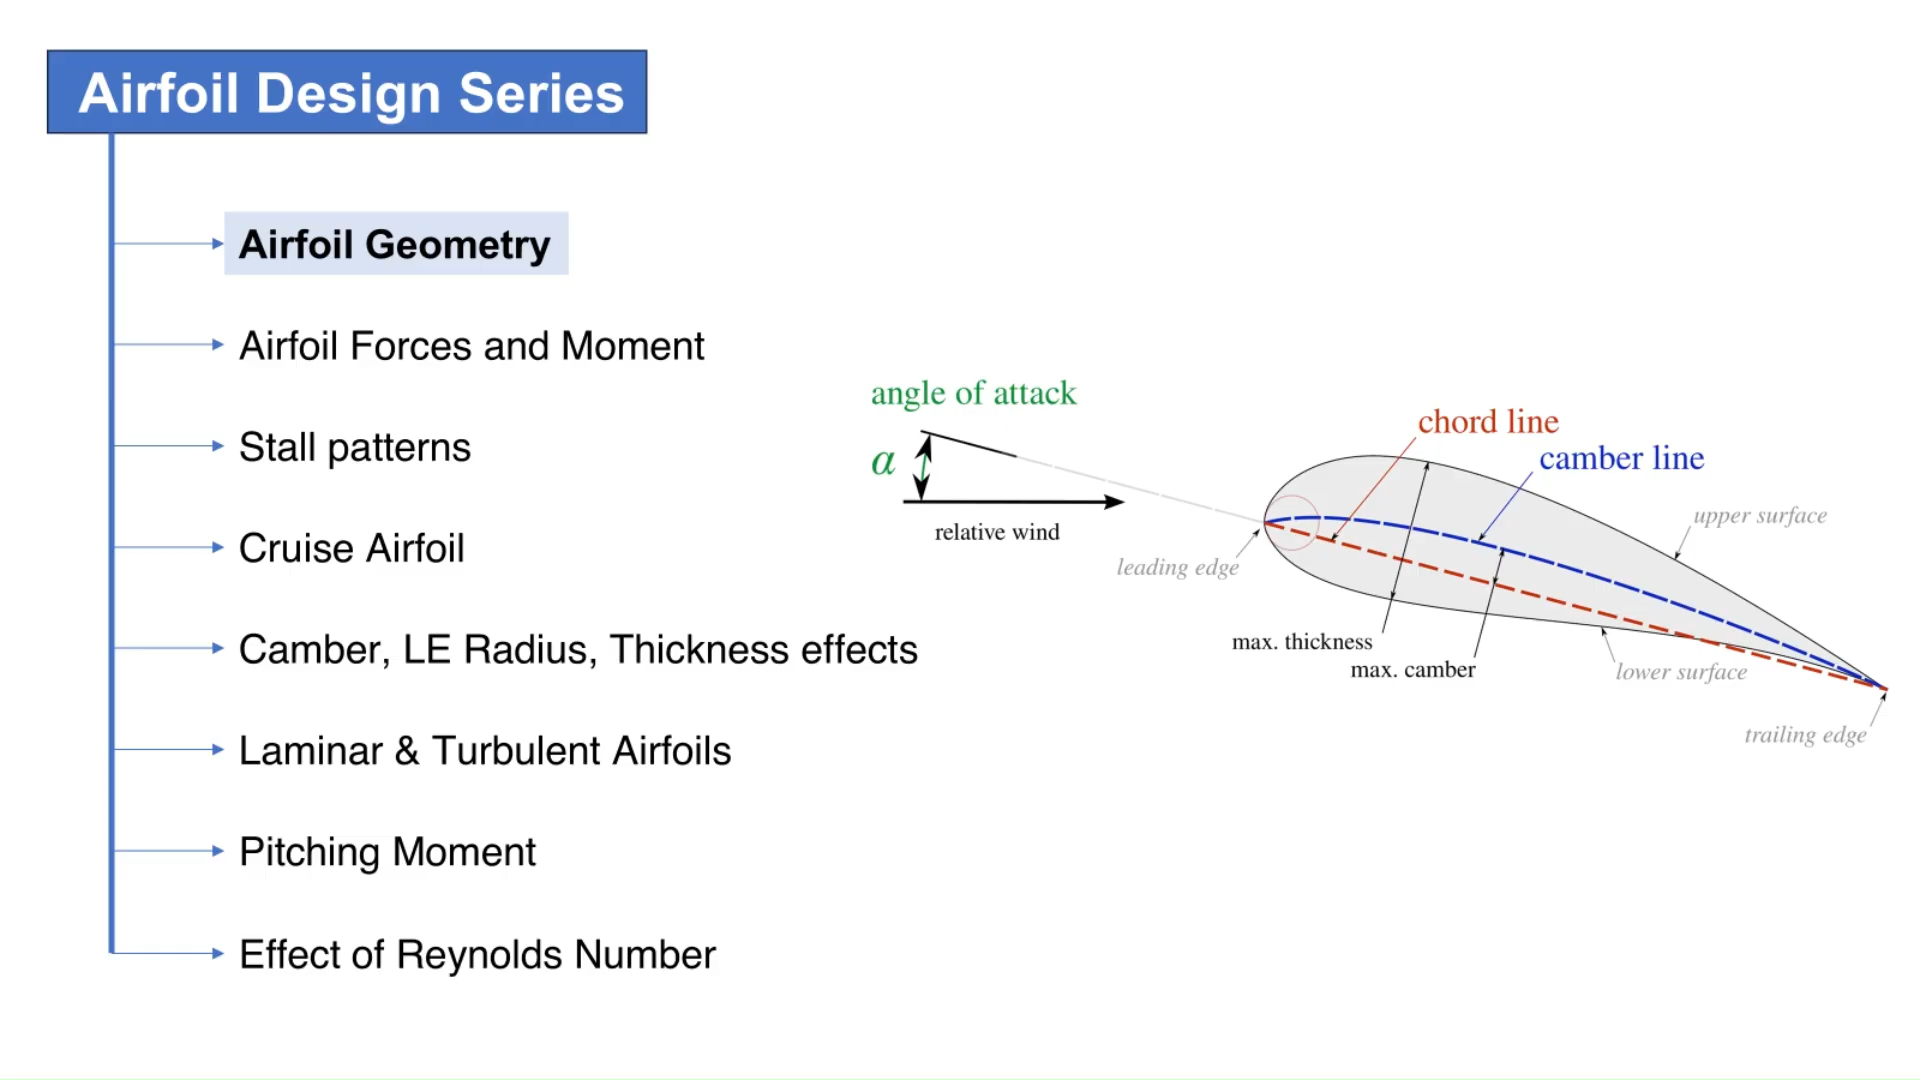 Airfoil Design Series
Airfoil Geometry
Airfoil Forces and Moment
Stall patterns
Cruise Airfoil
Camber, LE Radius, Thickness effects
Laminar & Turbulent Airfoils
Pitching Moment
Effect of Reynolds Number
angle of attack
α
relative wind
chord line
camber line
upper surface
leading edge
max. thickness
max. camber
lower surface
trailing edge